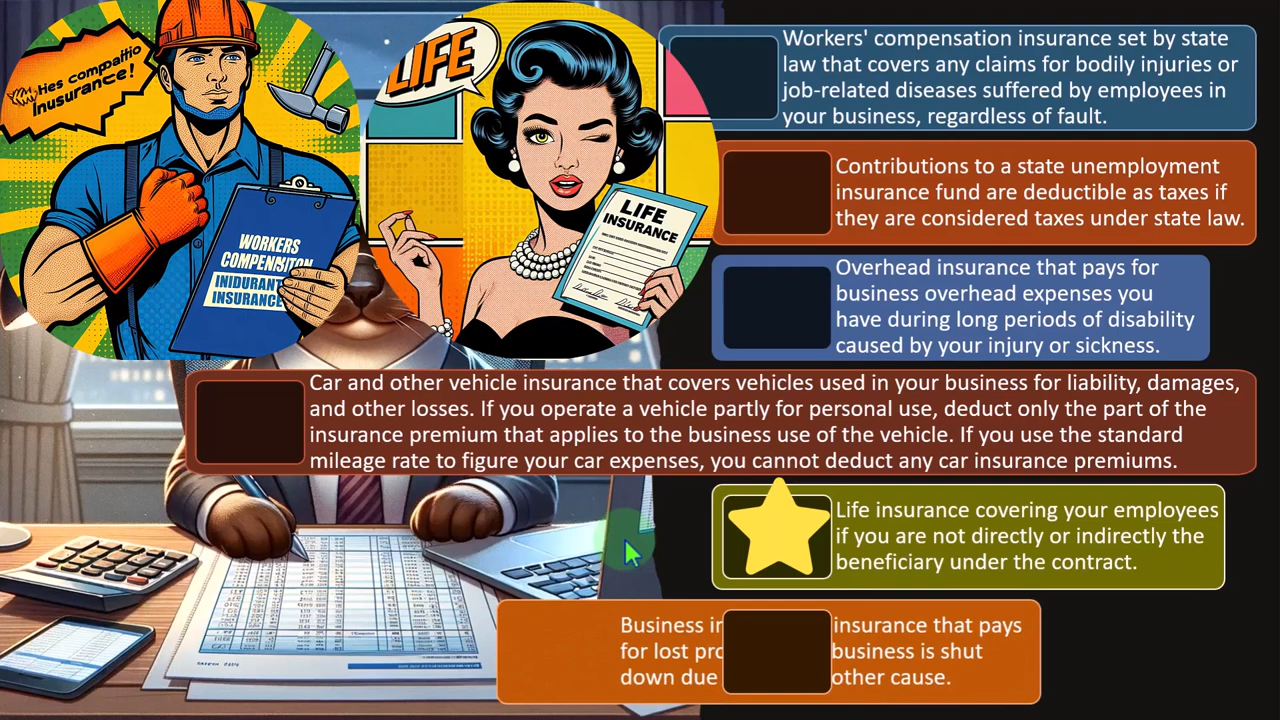 Hes compaitio
Inusurance!
LIFE
WORKERS
COMPENSITON
INIDURANT
INSURANCE
LIFE
INSURANCE
Workers' compensation insurance set by state
law that covers any claims for bodily injuries or
job-related diseases suffered by employees in
your business, regardless of fault.
Contributions to a state unemployment
insurance fund are deductible as taxes if
they are considered taxes under state law.
Overhead insurance that pays for
business overhead expenses you
have during long periods of disability
caused by your injury or sickness.
Car and other vehicle insurance that covers vehicles used in your business for liability, damages,
and other losses. If you operate a vehicle partly for personal use, deduct only the part of the
insurance premium that applies to the business use of the vehicle. If you use the standard
mileage rate to figure your car expenses, you cannot deduct any car insurance premiums.
Life insurance covering your employees
if you are not directly or indirectly the
beneficiary under the contract.
Business insurance that pays
for lost business is shut
down due other cause.